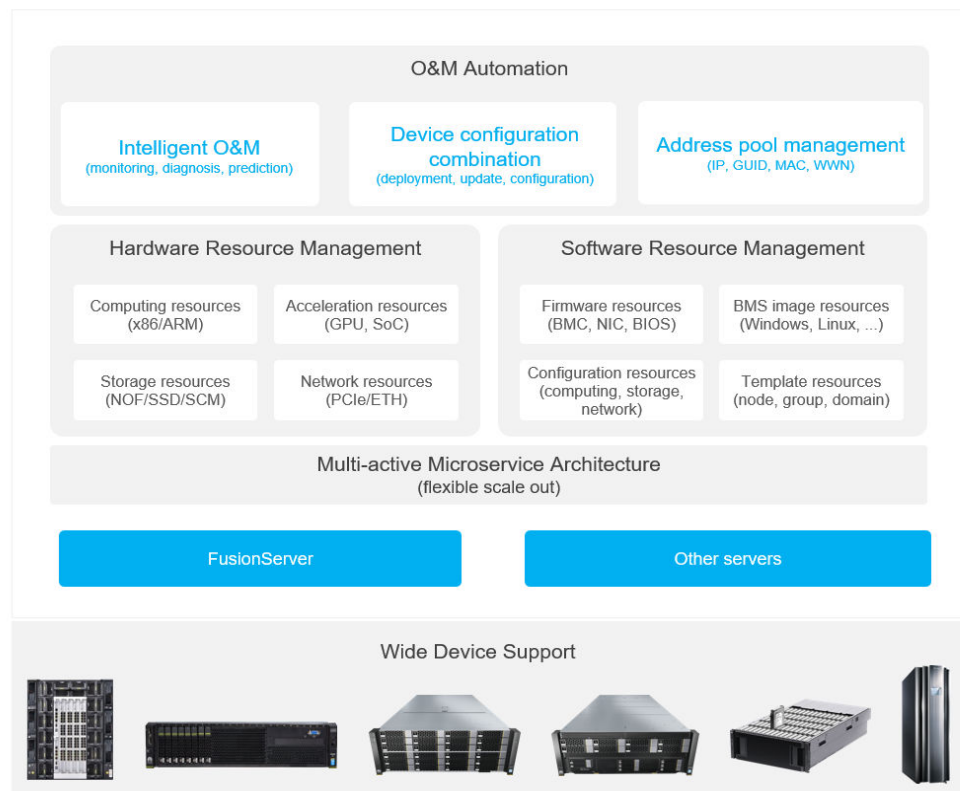 O&M Automation
Intelligent O&M
(monitoring, diagnosis, prediction)
Device configuration
combination
(deployment, update, configuration)
Address pool management
(IP, GUID, MAC, WWN)
Hardware Resource Management
Computing resources
(x86/ARM)
Acceleration resources
(GPU, SoC)
Storage resources
(NOF/SSD/SCM)
Network resources
(PCIe/ETH)
Software Resource Management
Firmware resources
(BMC, NIC, BIOS)
BMS image resources
(Windows, Linux, ...)
Configuration resources
(computing, storage,
network)
Template resources
(node, group, domain)
Multi-active Microservice Architecture
(flexible scale out)
FusionServer
Other servers
Wide Device Support